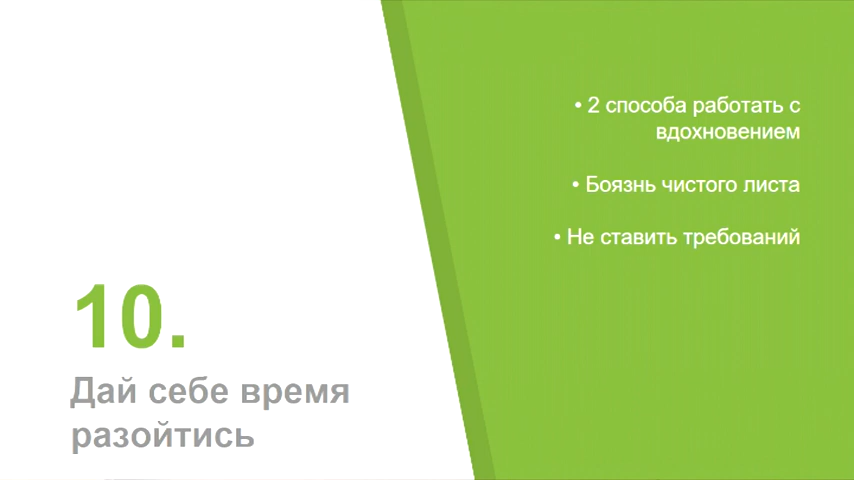 10.
Дай себе время
разойтись
• 2 способа работать с
вдохновением
• Боязнь чистого листа
• Не ставить требований